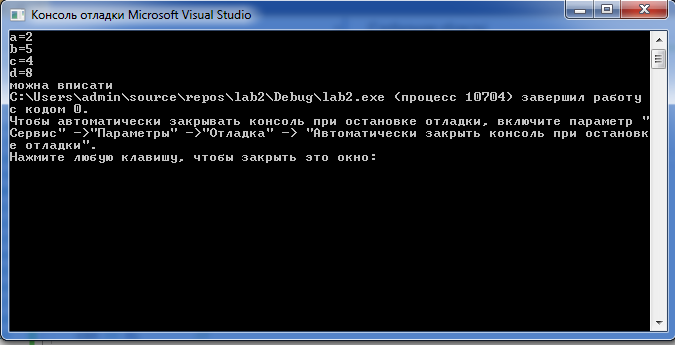 Консоль отладки Microsoft Visual Studio
a=2
b=5
c=4
d=8
можна вписати
C:\Users\admin\source\repos\lab2\Debug\lab2.exe (процесс 10704) завершил работу
с кодом 0.
Чтобы автоматически закрывать консоль при остановке отладки, включите параметр "
Сервис" ->"Параметры" ->"Отладка" -> "Автоматически закрыть консоль при остановк
е отладки".
Нажмите любую клавишу, чтобы закрыть это окно: